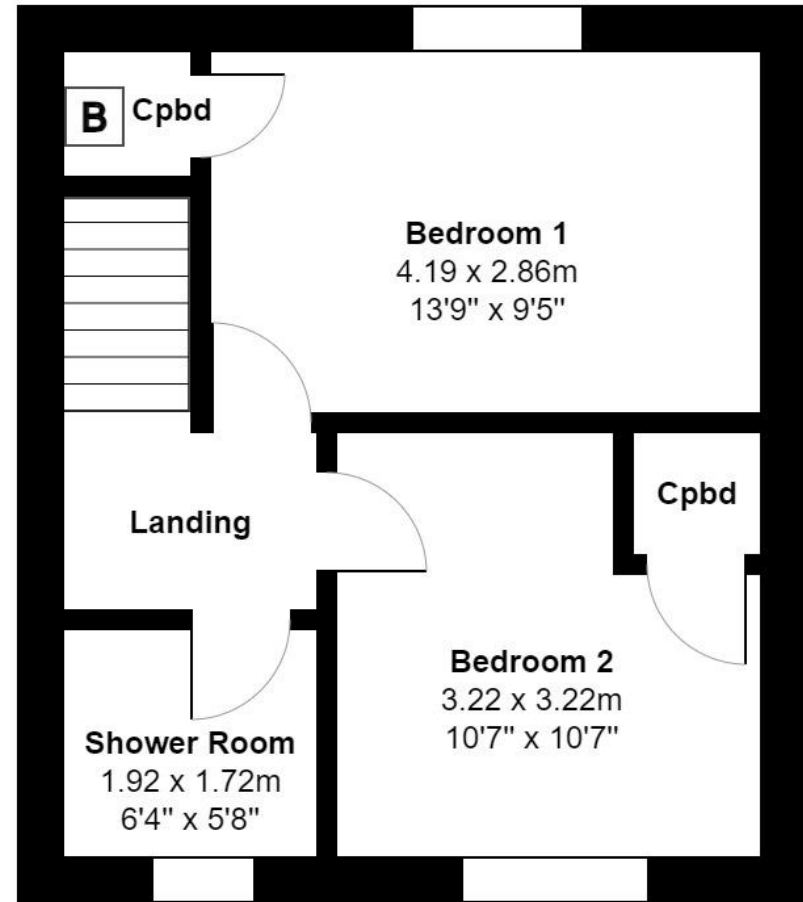 B
Cpbd
Bedroom 1
4.19 x 2.86m
13'9" x 9'5"
Cpbd
Landing
Bedroom 2
3.22 x 3.22m
10'7" x 10'7"
Shower Room
1.92 x 1.72m
6'4" x 5'8"